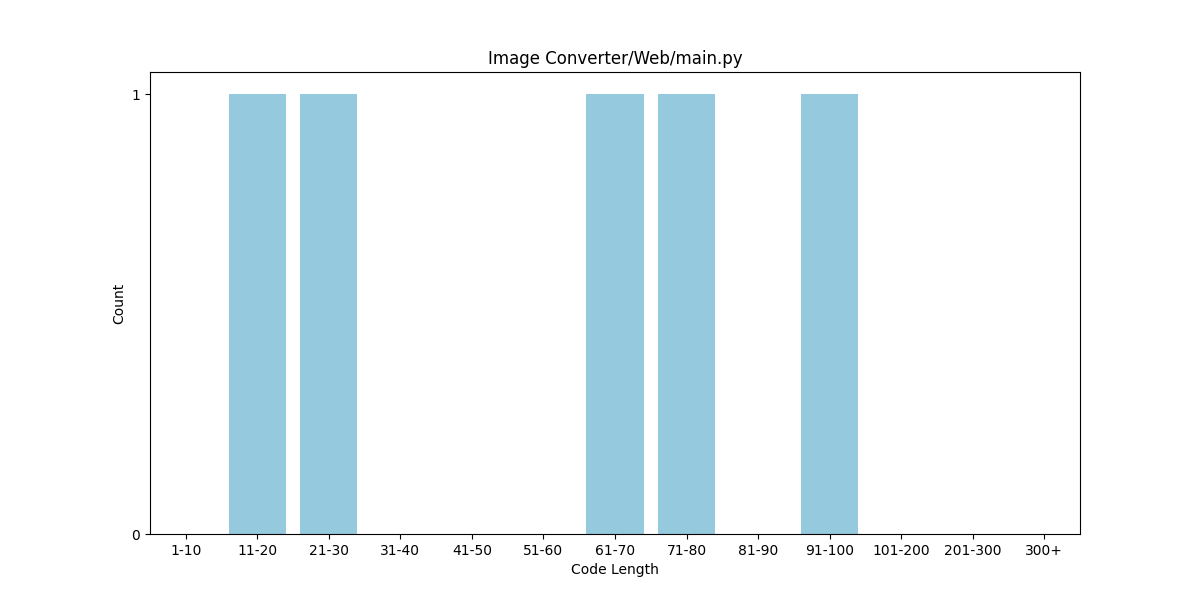 Image Converter/Web/main.py
1
Count
0
1-10 11-20 21-30 31-40 41-50 51-60 61-70 71-80 81-90 91-100 101-200 201-300 300+
Code Length